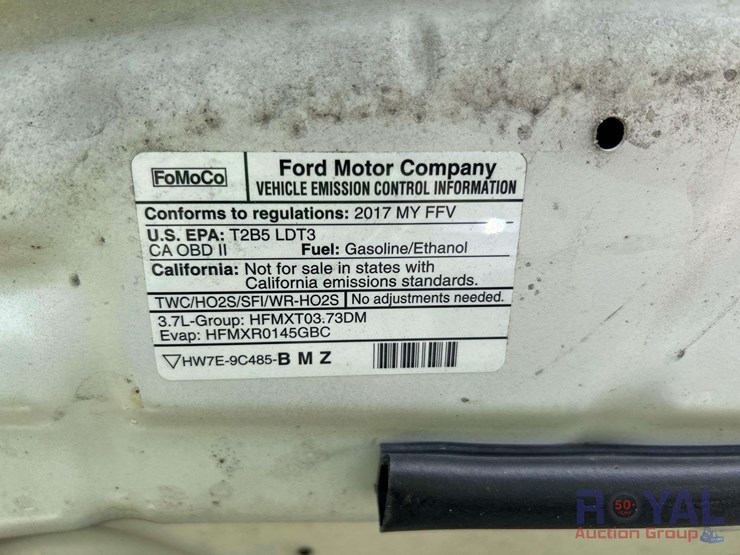 FoMoCo
Ford Motor Company
VEHICLE EMISSION CONTROL INFORMATION
Conforms to regulations: 2017 MY FFV
U.S. EPA: T2B5 LDT3
CA OBD II Fuel: Gasoline/Ethanol
California: Not for sale in states with
California emissions standards.
TWC/HO2S/SFI/WR-HO2S No adjustments needed.
3.7L-Group: HFMXT03.73DM
Evap: HFMXR0145GBC
HW7E-9C485-B M Z
50
ROYAL
Auction Group